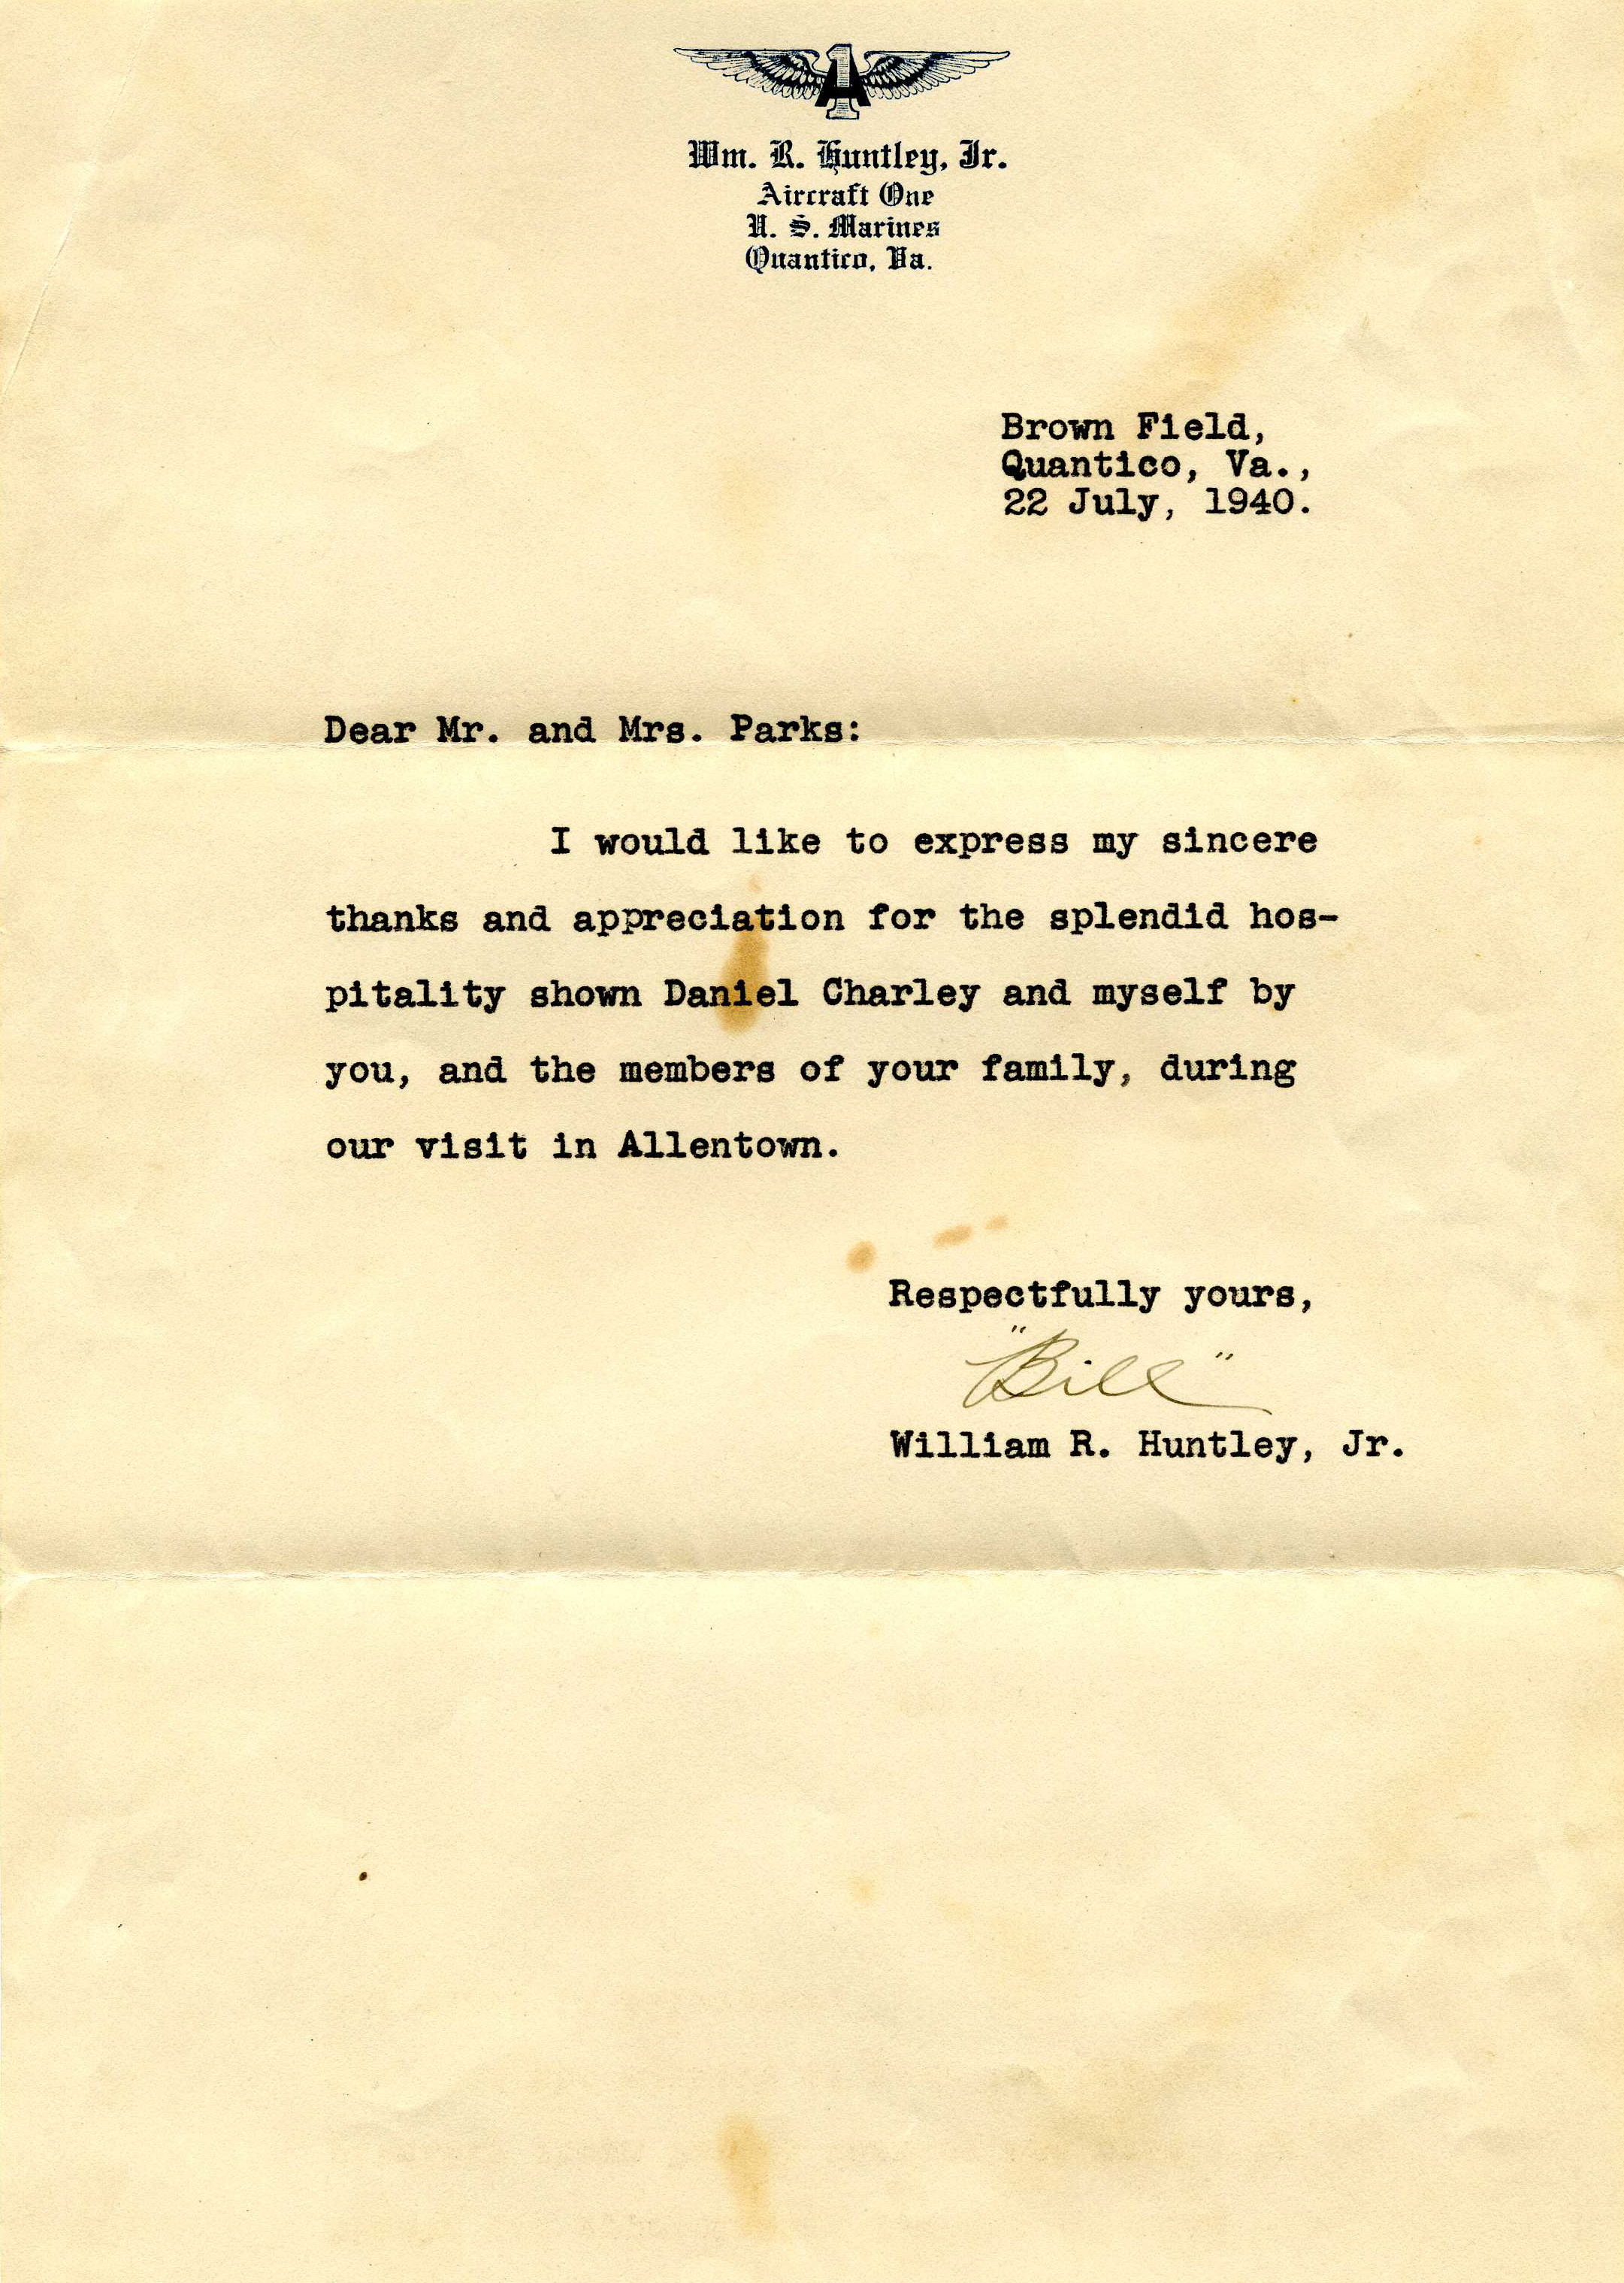 1A
Wm. R. Huntley, Jr.
Aircraft One
U. S. Marines
Quantico, Va.
Brown Field,
Quantico, Va.,
22 July, 1940.
Dear Mr. and Mrs. Parks:
I would like to express my sincere
thanks and appreciation for the splendid hos-
pitality shown Daniel Charley and myself by
you, and the members of your family, during
our visit in Allentown.
Respectfully yours,
"Bill"
William R. Huntley, Jr.